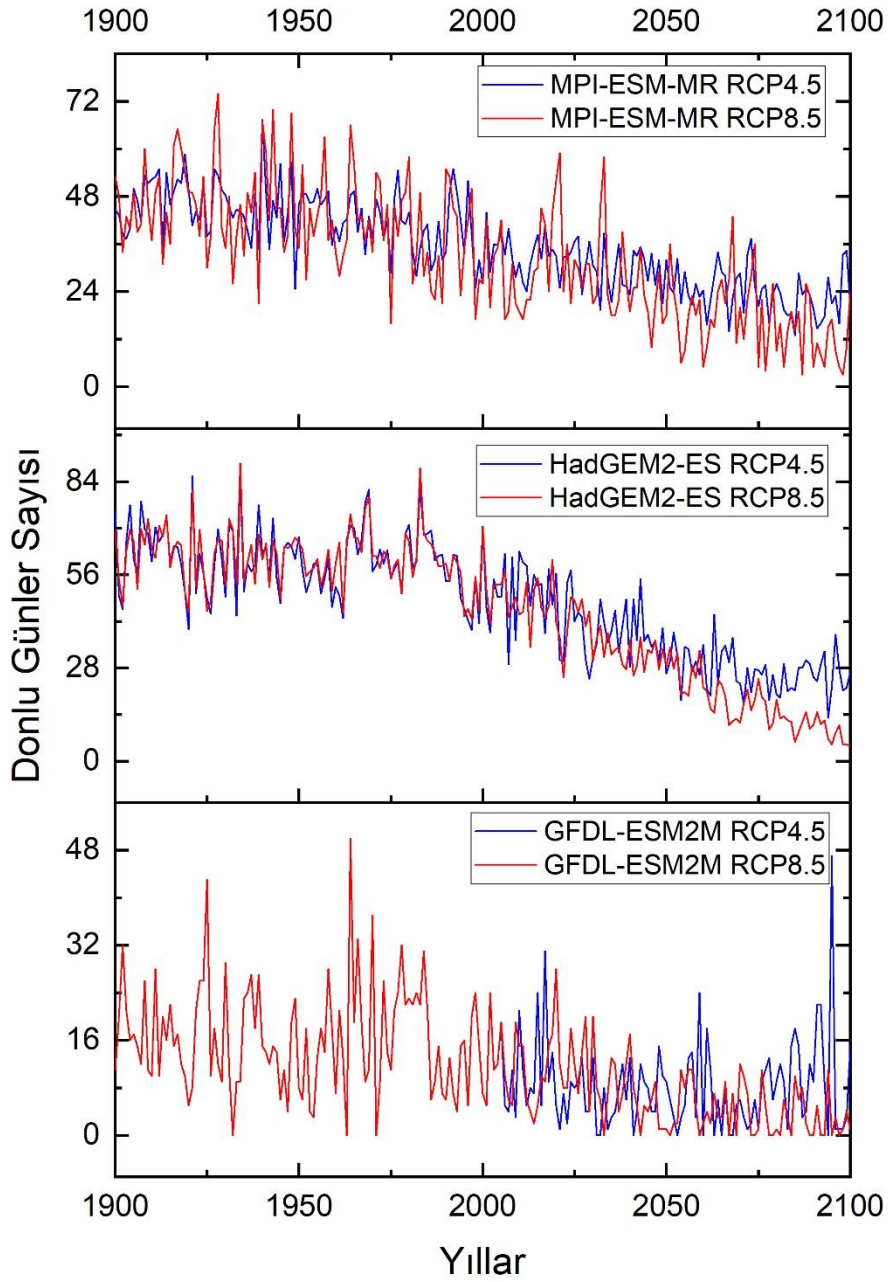 1900 1950 2000 2050 2100
MPI-ESM-MR RCP4.5
MPI-ESM-MR RCP8.5
72
48
24
0
HadGEM2-ES RCP4.5
HadGEM2-ES RCP8.5
84
56
28
0
Donlu Günler Sayısı
GFDL-ESM2M RCP4.5
GFDL-ESM2M RCP8.5
48
32
16
0
1900 1950 2000 2050 2100
Yıllar